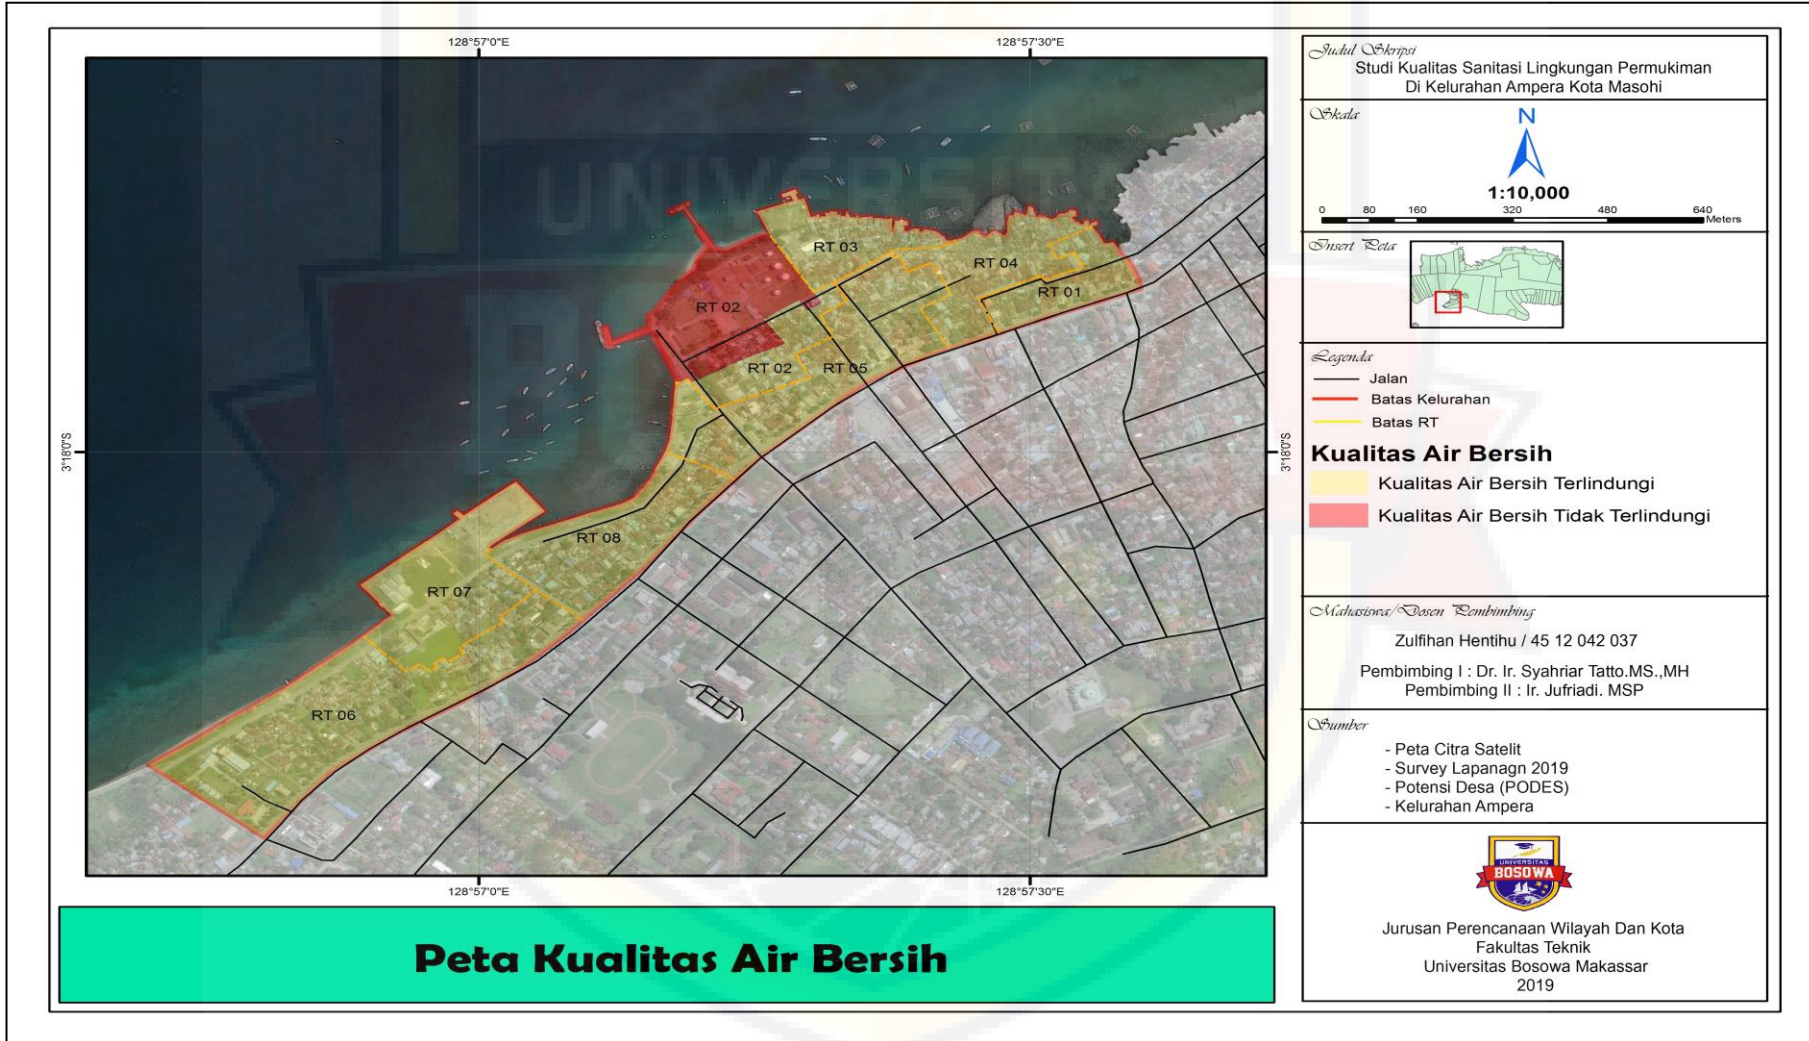 128°57'0"E
128°57'30"E
UNIVERSIT
RT 03
RT 04
RT 01
RT 02
RT 02
RT 05
3°18'0"S
3°18'0"S
RT 08
RT 07
RT 06
128°57'0"E
128°57'30"E
Peta Kualitas Air Bersih
Judul Skripsi
Studi Kualitas Sanitasi Lingkungan Permukiman
Di Kelurahan Ampera Kota Masohi
Skala
N
1:10,000
0 80 160 320 480 640
Meters
Insert Peta
Legenda
Jalan
Batas Kelurahan
Batas RT
Kualitas Air Bersih
Kualitas Air Bersih Terlindungi
Kualitas Air Bersih Tidak Terlindungi
Mahasiswa/Dosen Pembimbing
Zulfihan Hentihu / 45 12 042 037
Pembimbing I : Dr. Ir. Syahriar Tatto.MS.,MH
Pembimbing II : Ir. Jufriadi. MSP
Sumber
- Peta Citra Satelit
- Survey Lapanagn 2019
- Potensi Desa (PODES)
- Kelurahan Ampera
UNIVERSITAS
BOSOWA
Jurusan Perencanaan Wilayah Dan Kota
Fakultas Teknik
Universitas Bosowa Makassar
2019